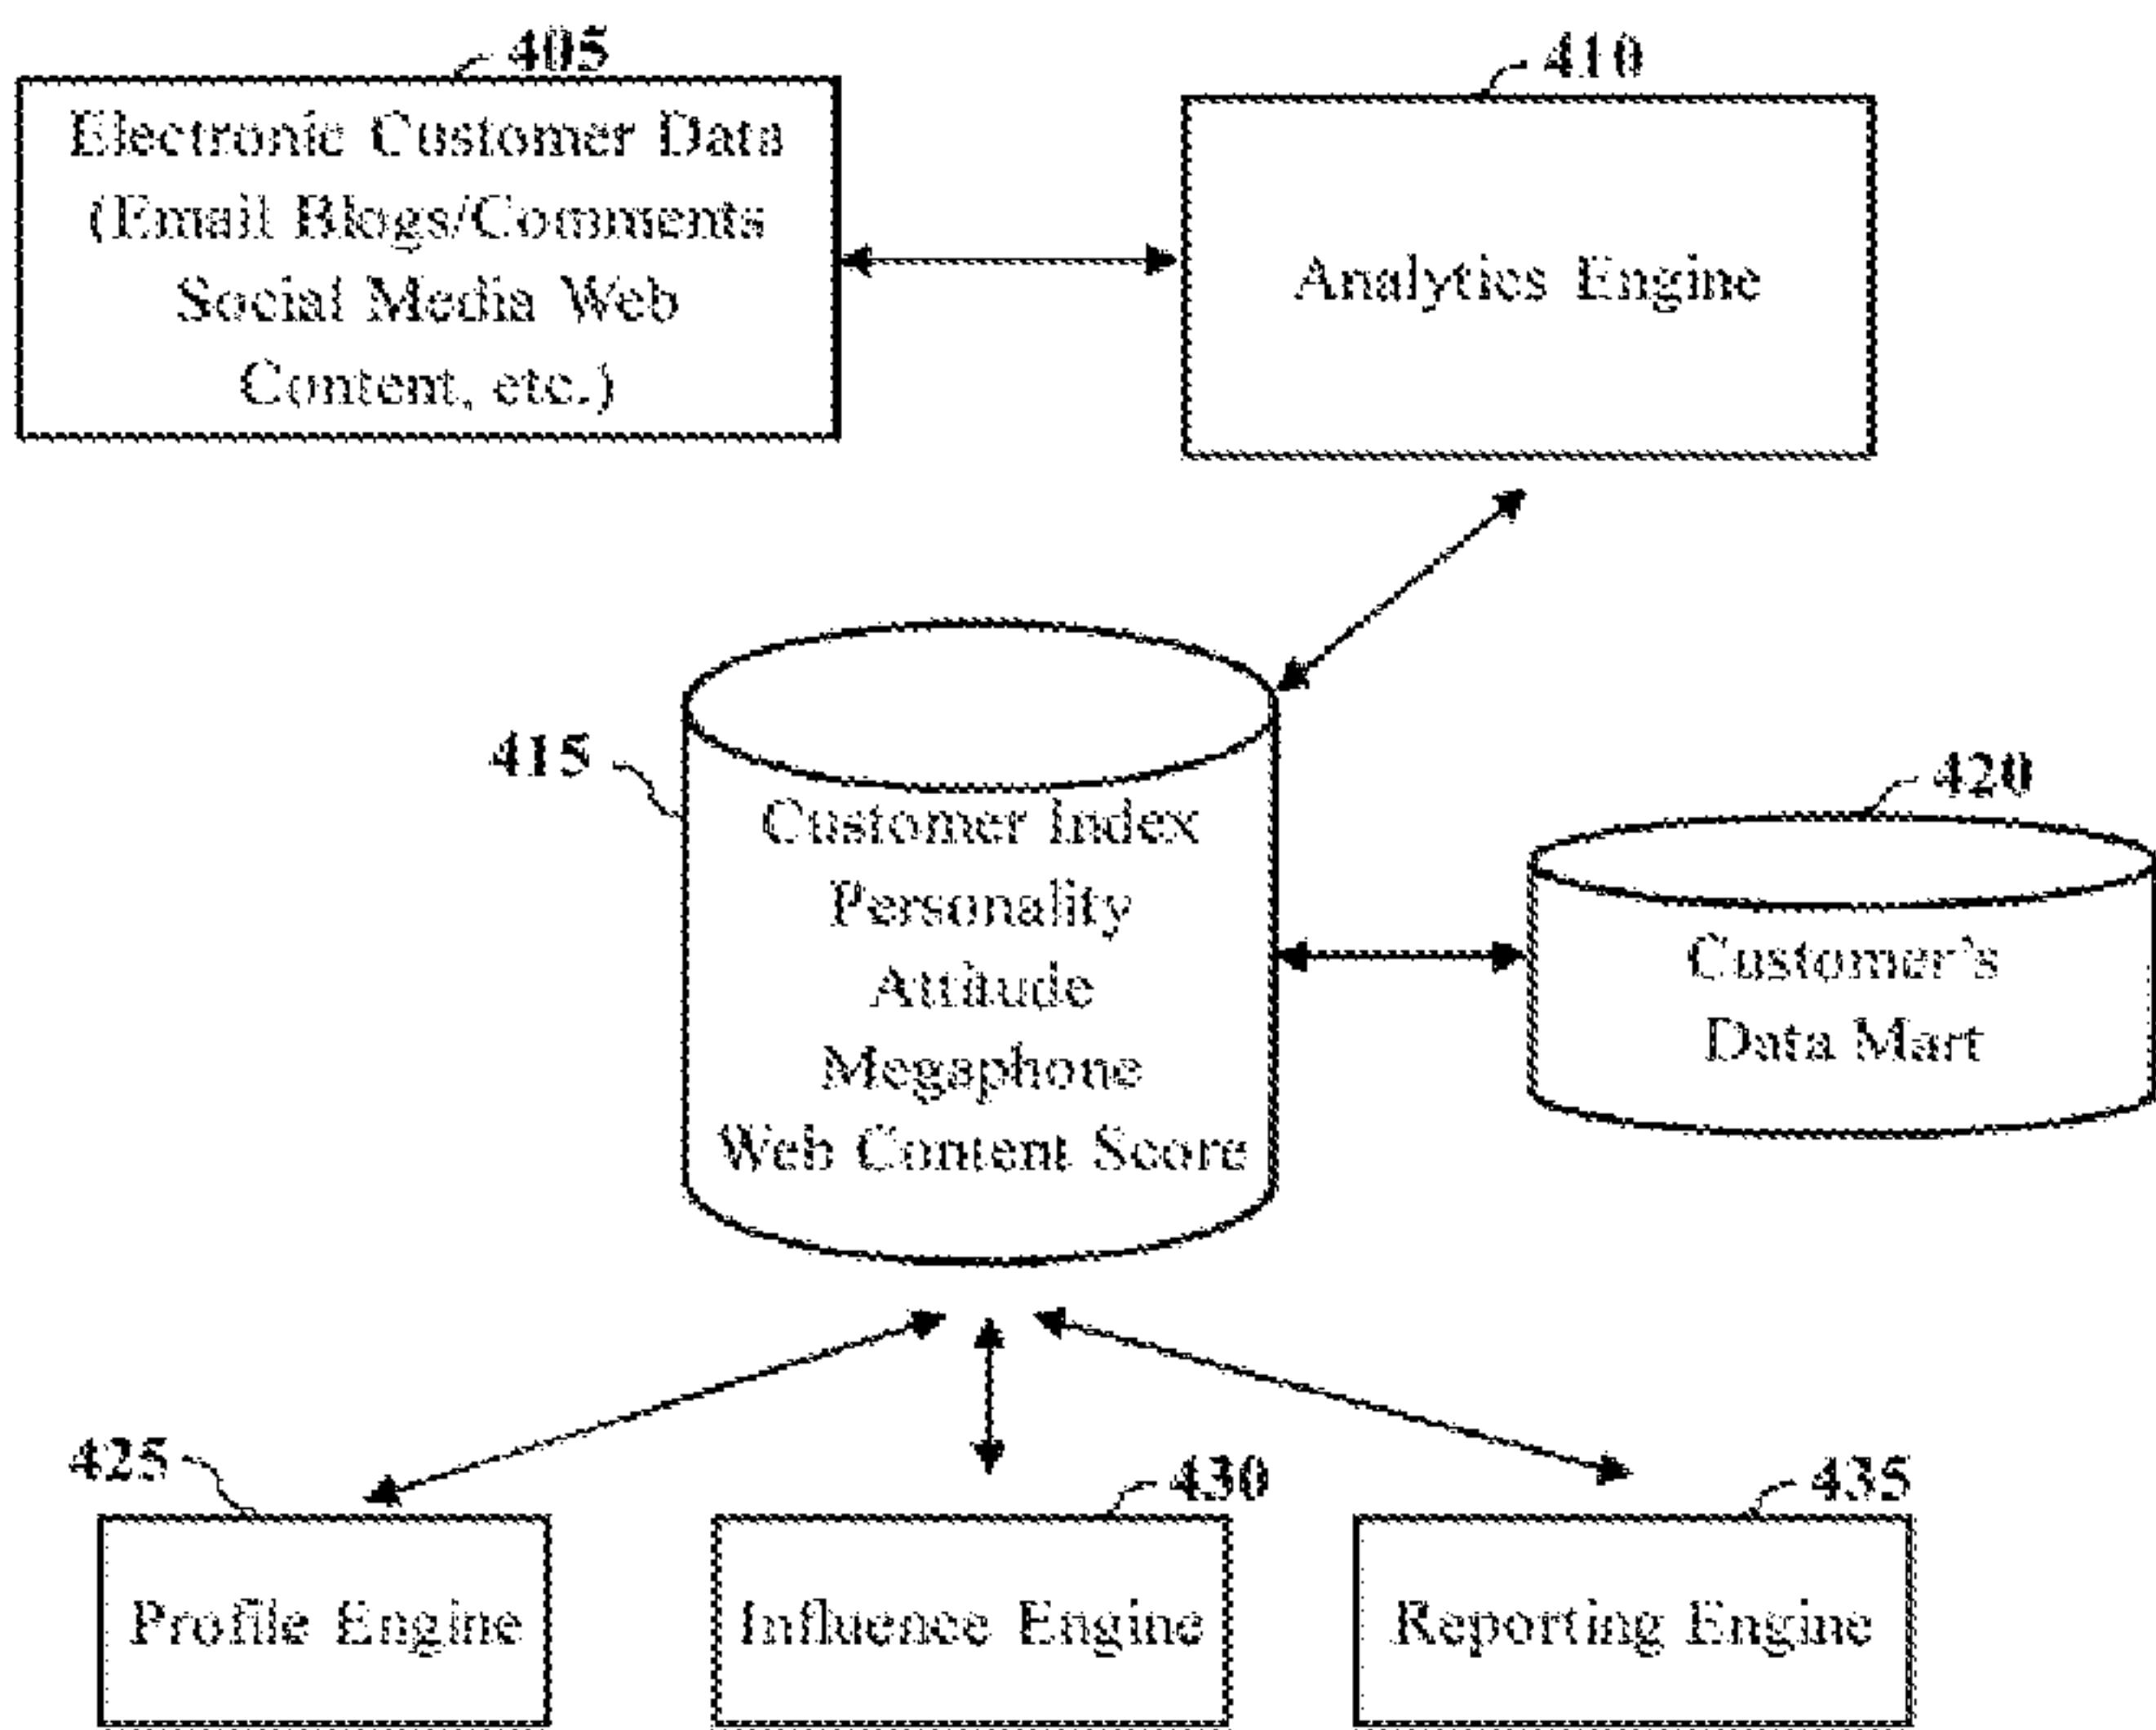 405
Electronic Customer Data
(Email Blogs/Comments
Social Media Web
Content, etc.)
410
Analytics Engine
415
Customer Index
Personality
Attitude
Megaphone
Web Content Score
420
Customer's
Data Mart
425
Profile Engine
430
Influence Engine
435
Reporting Engine